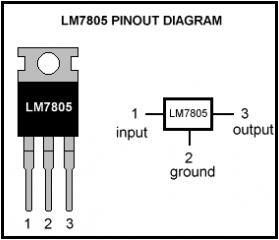 LM7805 PINOUT DIAGRAM
LM7805
1 2 3
1
input
LM7805
3
output
2
ground